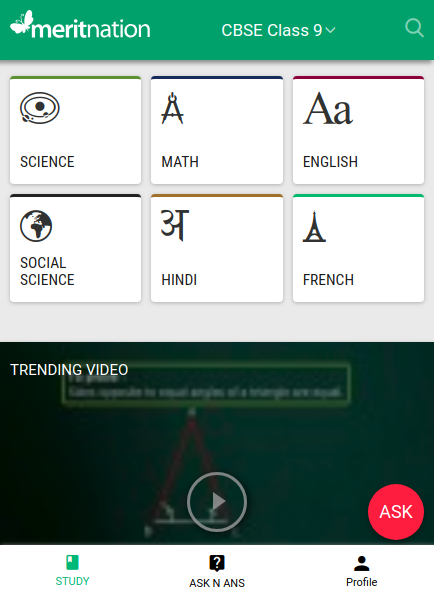 meritnation
CBSE Class 9
Aa
SCIENCE
MATH
ENGLISH
अ
SOCIAL
SCIENCE
HINDI
FRENCH
TRENDING VIDEO
Sides opposite to equal angles of a triangle are equal.
ASK
STUDY
ASK N ANS
Profile